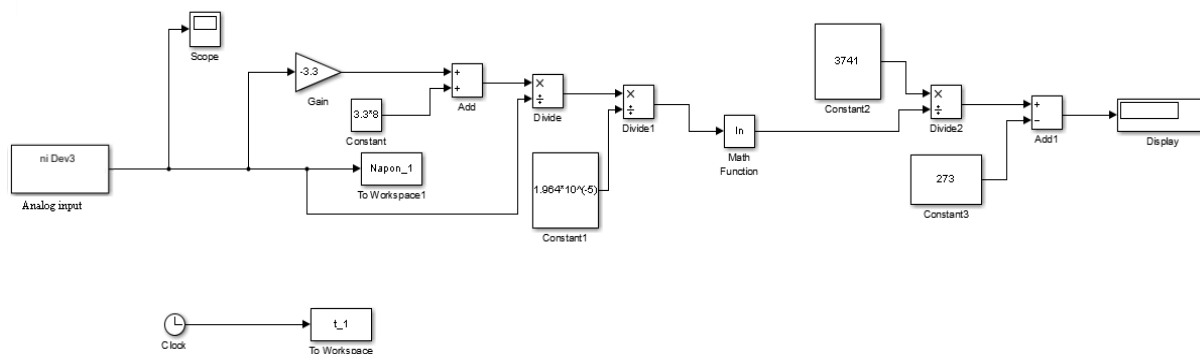 Scope
-3.3
Gain
+
+
Add
3.3*8
Constant
×
÷
Divide
×
÷
Divide1
ni Dev3
Analog input
Napon_1
To Workspace1
1.964*10^(-5)
Constant1
ln
Math
Function
3741
Constant2
×
÷
Divide2
+
−
Add1
273
Constant3
Display
Clock
t_1
To Workspace